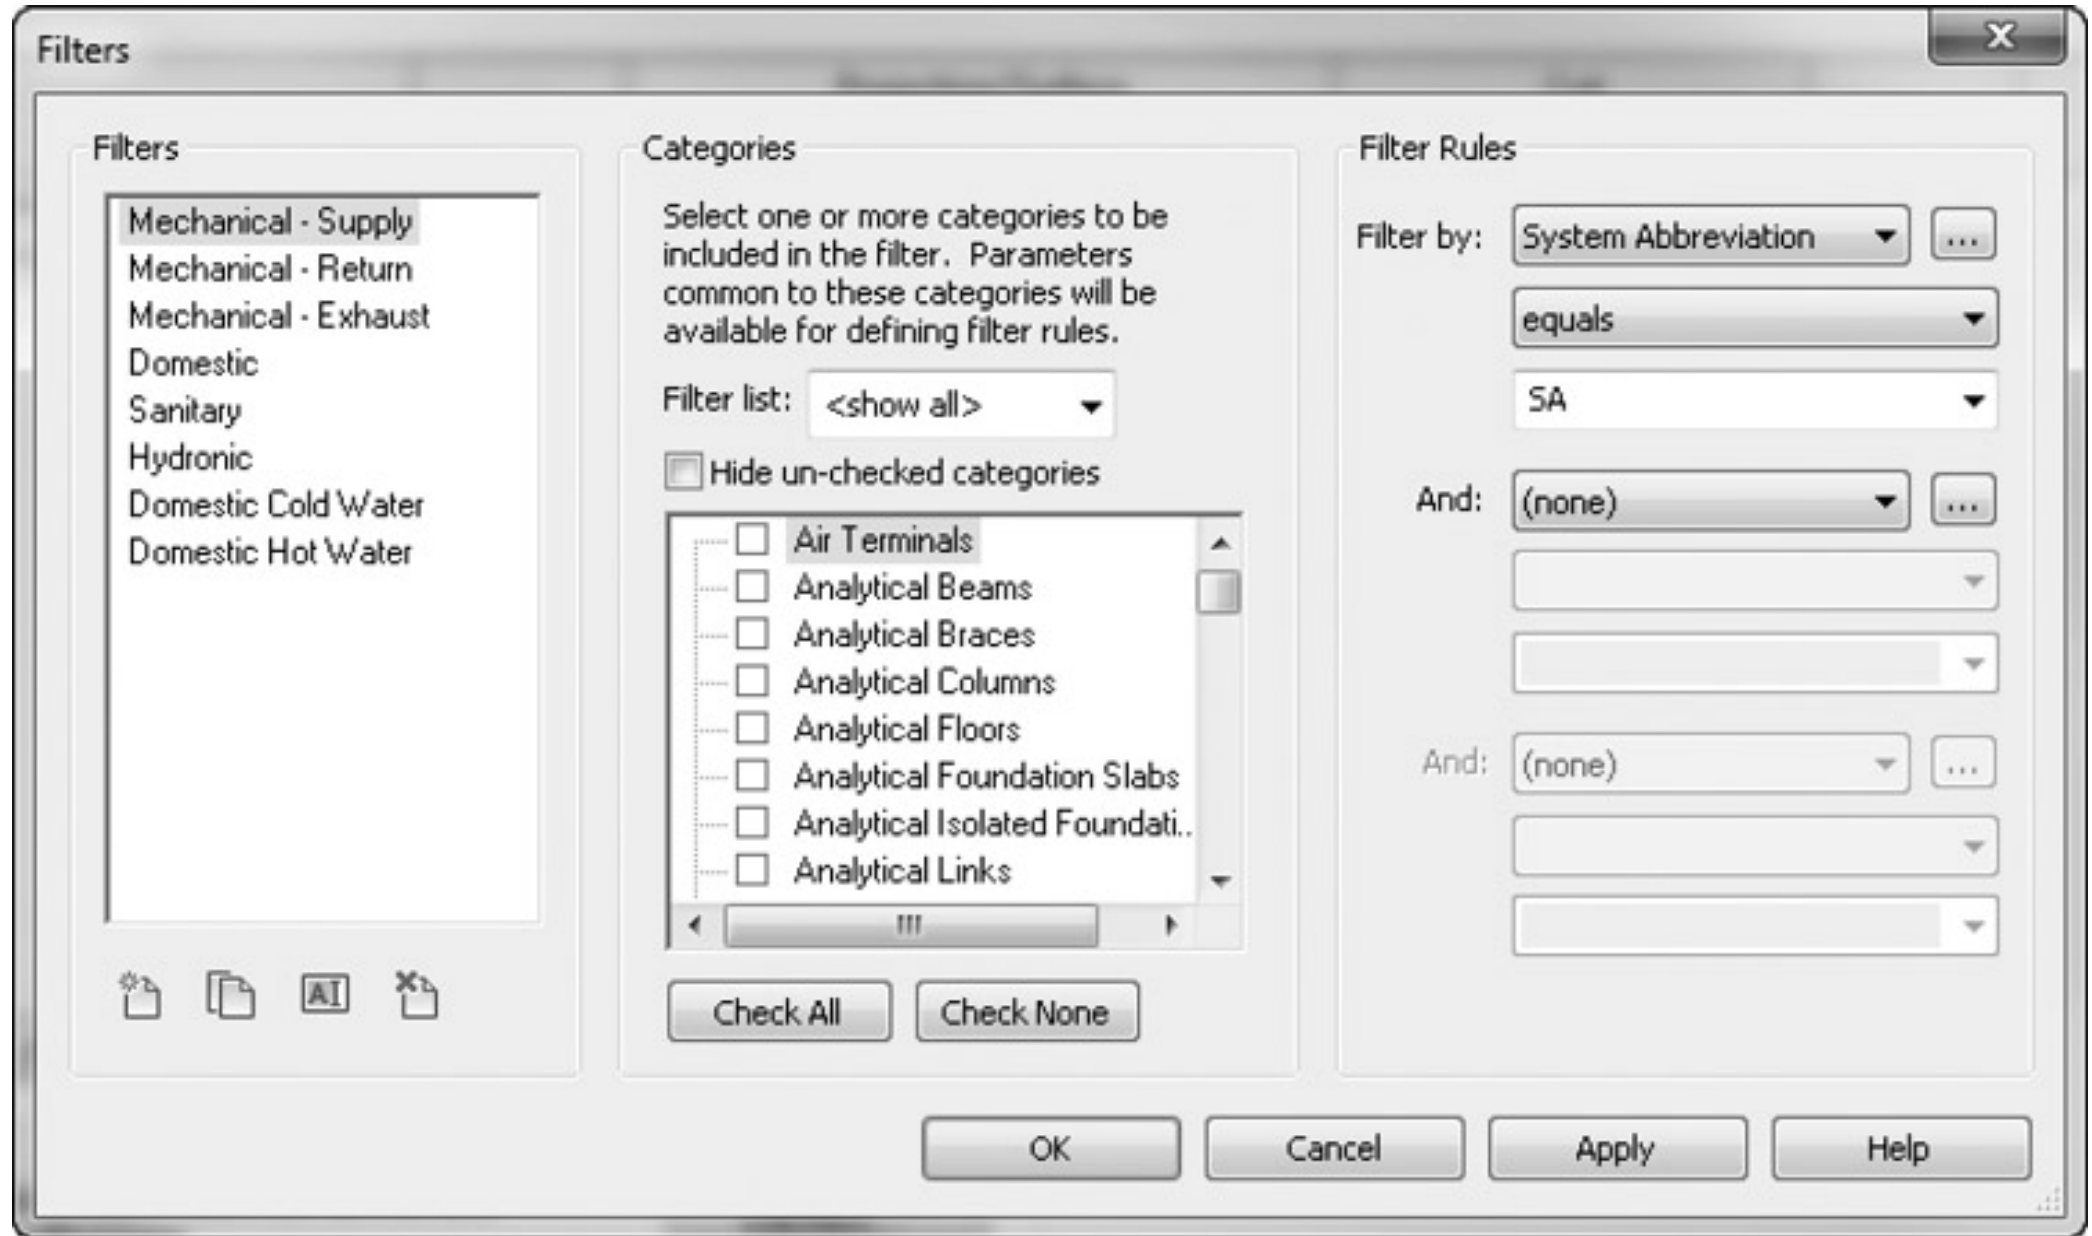 Filters
Filters
Mechanical - Supply
Mechanical - Return
Mechanical - Exhaust
Domestic
Sanitary
Hydronic
Domestic Cold Water
Domestic Hot Water
AI
Categories
Select one or more categories to be
included in the filter. Parameters
common to these categories will be
available for defining filter rules.
Filter list: <show all>
Hide un-checked categories
Air Terminals
Analytical Beams
Analytical Braces
Analytical Columns
Analytical Floors
Analytical Foundation Slabs
Analytical Isolated Foundati..
Analytical Links
Check All Check None
Filter Rules
Filter by: System Abbreviation ...
equals
SA
And: (none) ...
And: (none) ...
OK Cancel Apply Help